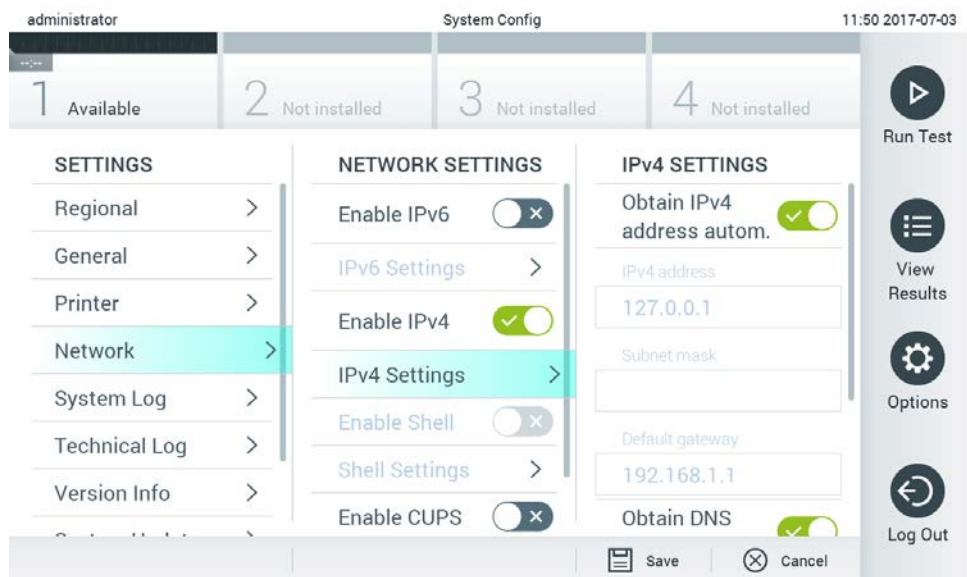 administrator
System Config
11:50 2017-07-03
--:--
1 Available
2 Not installed
3 Not installed
4 Not installed
Run Test
View
Results
Options
Log Out
SETTINGS
Regional
General
Printer
Network
System Log
Technical Log
Version Info
NETWORK SETTINGS
Enable IPv6
IPv6 Settings
Enable IPv4
IPv4 Settings
Enable Shell
Shell Settings
Enable CUPS
IPv4 SETTINGS
Obtain IPv4
address autom.
IPv4 address
127.0.0.1
Subnet mask
Default gateway
192.168.1.1
Obtain DNS
Save
Cancel